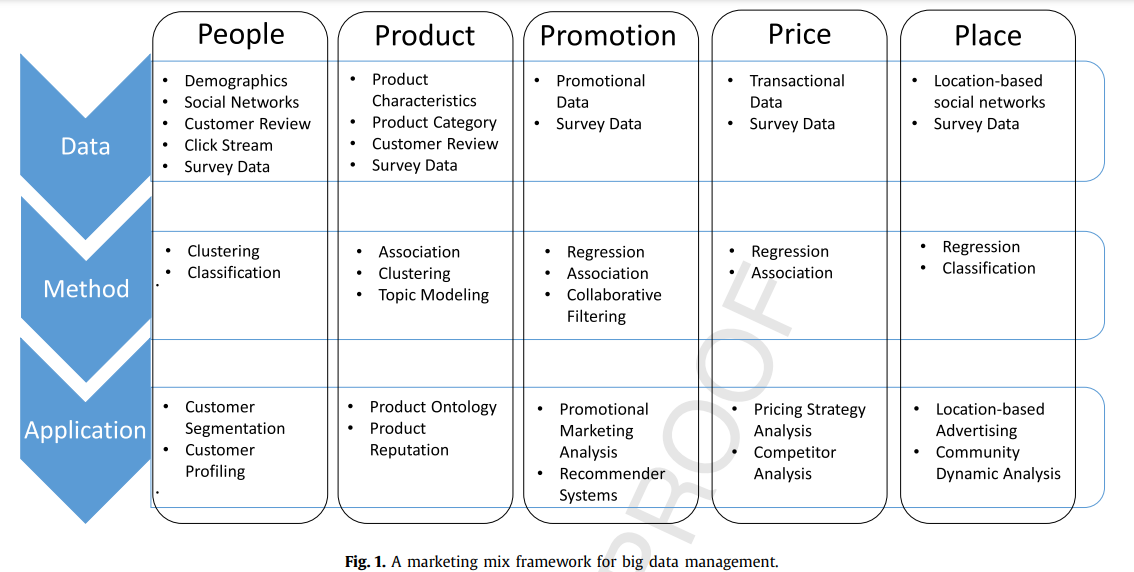 People
Product
Promotion
Price
Place
Data
• Demographics
• Social Networks
• Customer Review
• Click Stream
• Survey Data
• Product
Characteristics
• Product Category
• Customer Review
• Survey Data
• Promotional
Data
• Survey Data
• Transactional
Data
• Survey Data
• Location-based
social networks
• Survey Data
Method
• Clustering
• Classification
• Association
• Clustering
• Topic Modeling
• Regression
• Association
• Collaborative
Filtering
• Regression
• Association
• Regression
• Classification
Application
• Customer
Segmentation
• Customer
Profiling
• Product Ontology
• Product
Reputation
• Promotional
Marketing
Analysis
• Recommender
Systems
• Pricing Strategy
Analysis
• Competitor
Analysis
• Location-based
Advertising
• Community
Dynamic Analysis
PROOF
Fig. 1. A marketing mix framework for big data management.